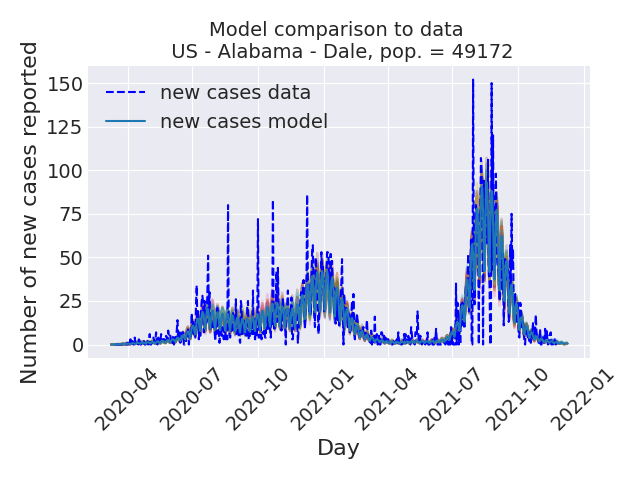 Model comparison to data
US - Alabama - Dale, pop. = 49172
Number of new cases reported
150
125
100
75
50
25
0
new cases data
new cases model
2020-04
2020-07
2020-10
2021-01
2021-04
2021-07
2021-10
2022-01
Day